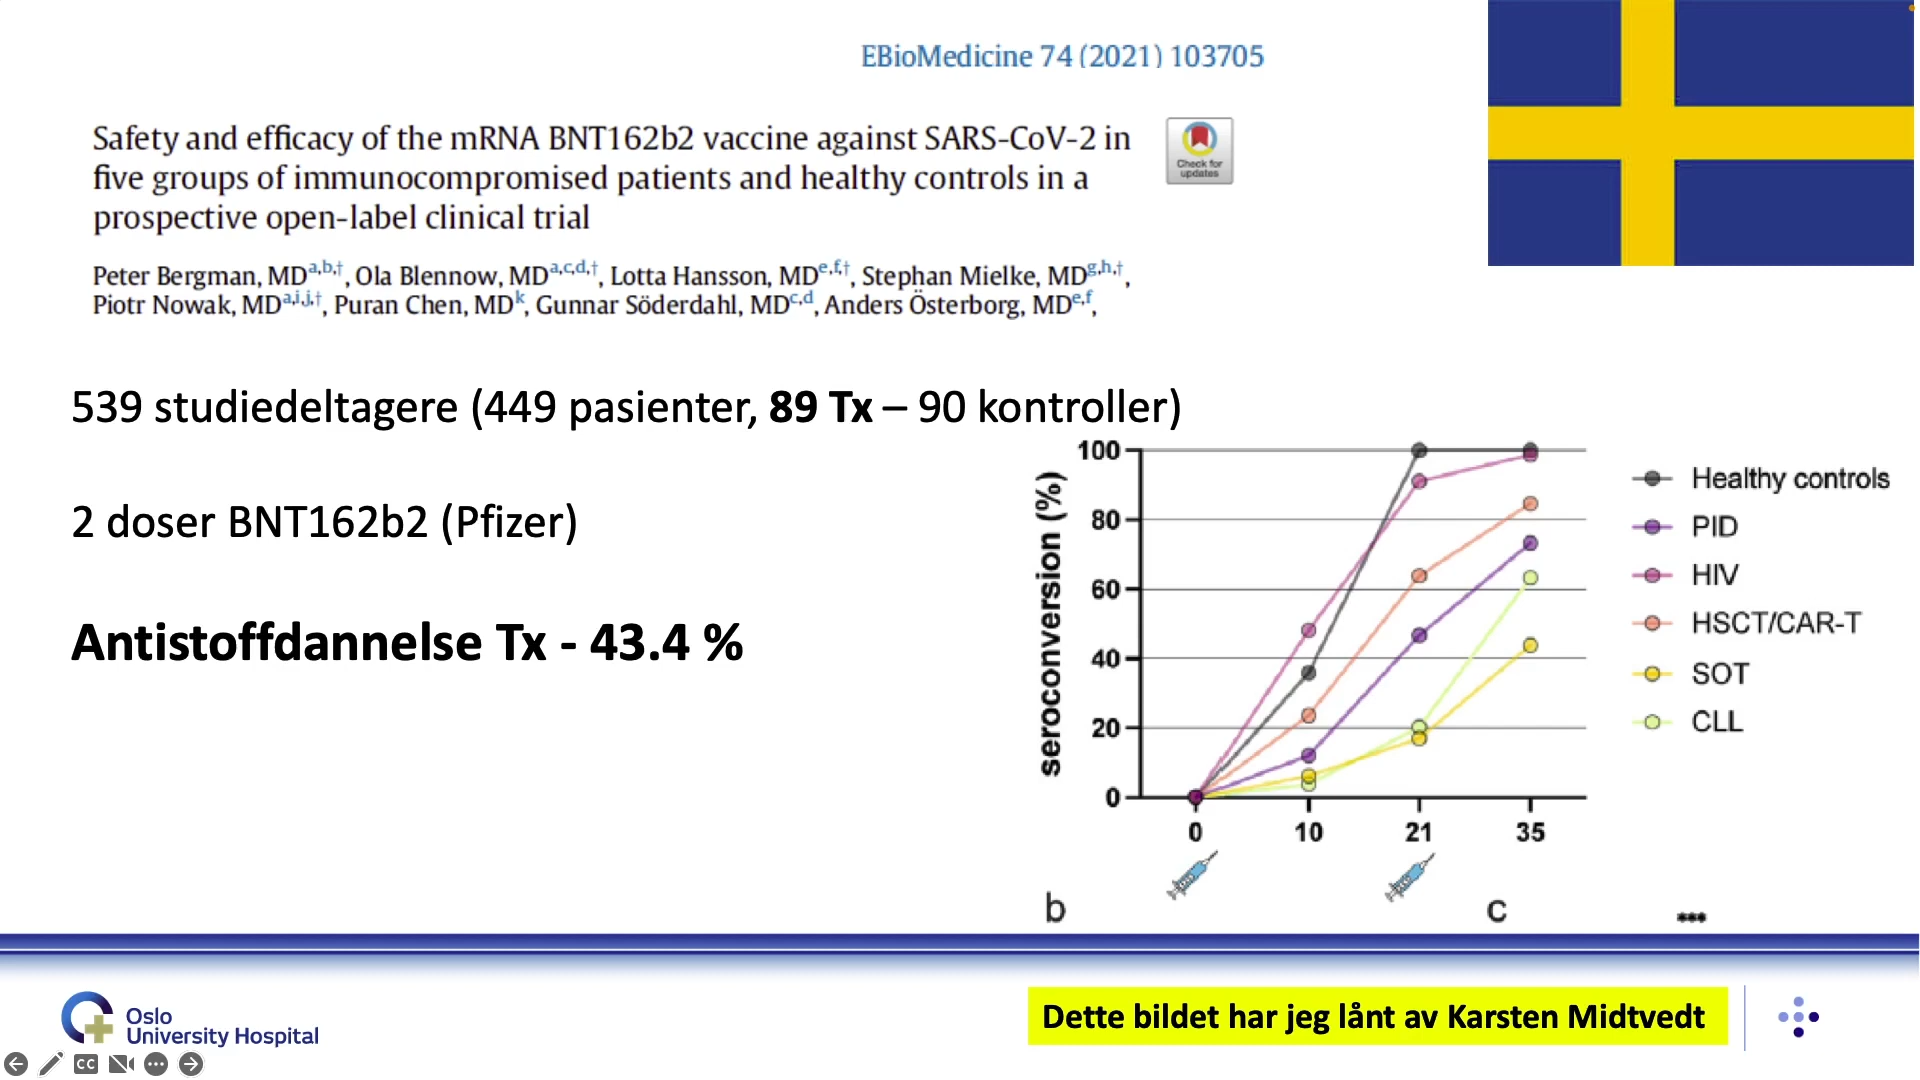 EBioMedicine 74 (2021) 103705
Safety and efficacy of the mRNA BNT162b2 vaccine against SARS-CoV-2 in
five groups of immunocompromised patients and healthy controls in a
prospective open-label clinical trial
Check for
updates
Peter Bergman, MDa,b,†, Ola Blennow, MDa,c,d,†, Lotta Hansson, MDe,f,†, Stephan Mielke, MDg,h,†,
Piotr Nowak, MDa,i,j,†, Puran Chen, MDk, Gunnar Söderdahl, MDc,d, Anders Österborg, MDe,f,
539 studiedeltagere (449 pasienter, 89 Tx – 90 kontroller)
2 doser BNT162b2 (Pfizer)
Antistoffdannelse Tx - 43.4 %
seroconversion (%)
100
80
60
40
20
0
0 10 21 35
Healthy controls
PID
HIV
HSCT/CAR-T
SOT
CLL
b c ***
Oslo
University Hospital
Dette bildet har jeg lånt av Karsten Midtvedt
CC